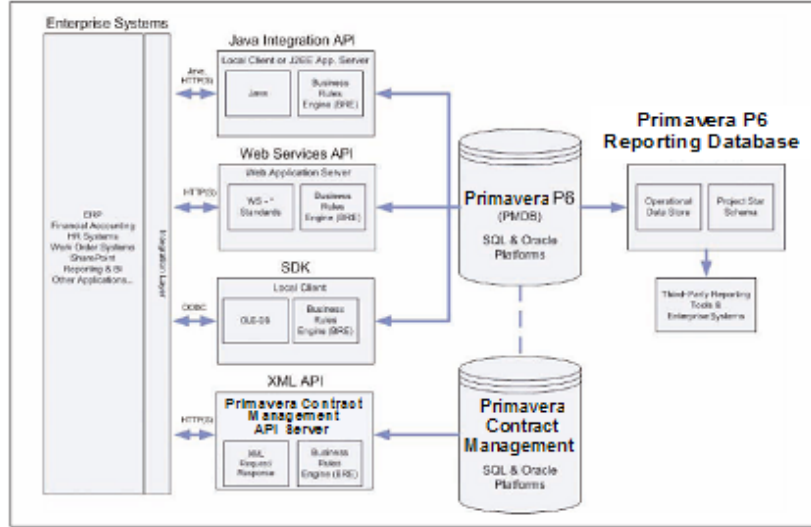 Enterprise Systems
ERP
Financial Accounting
HR Systems
Work Order Systems
SharePoint
Reporting & BI
Other Applications...
Integration Layer
Java,
HTTP(S)
HTTP(S)
ODBC
HTTP(S)
Java Integration API
Local Client or J2EE App. Server
Java
Business
Rules
Engine (BRE)
Web Services API
Web Application Server
WS - *
Standards
Business
Rules
Engine (BRE)
SDK
Local Client
OLE-DB
Business
Rules
Engine (BRE)
XML API
Primavera Contract
Management
API Server
XML
Request
Response
Business
Rules
Engine (BRE)
Primavera P6
(PMDB)
SQL & Oracle
Platforms
Primavera
Contract
Management
SQL & Oracle
Platforms
Primavera P6
Reporting Database
Operational
Data Store
Project Star
Schema
Third-Party Reporting
Tools &
Enterprise Systems